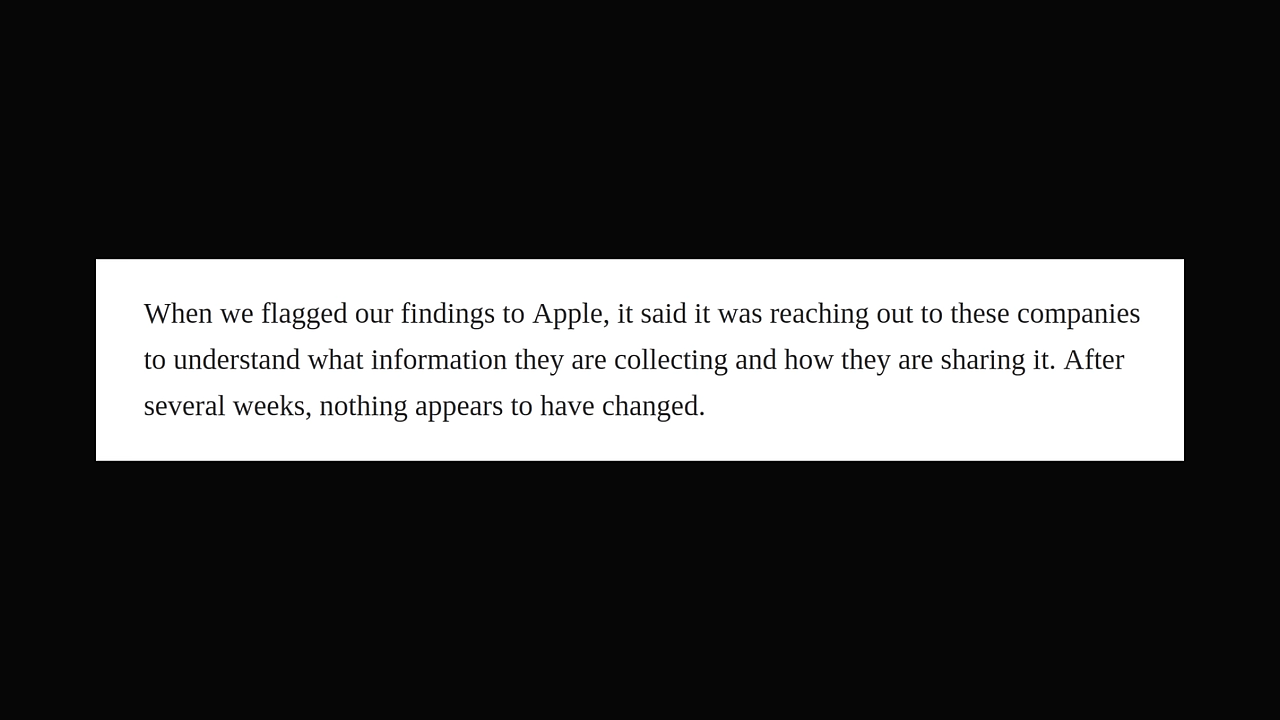 When we flagged our findings to Apple, it said it was reaching out to these companies
to understand what information they are collecting and how they are sharing it. After
several weeks, nothing appears to have changed.